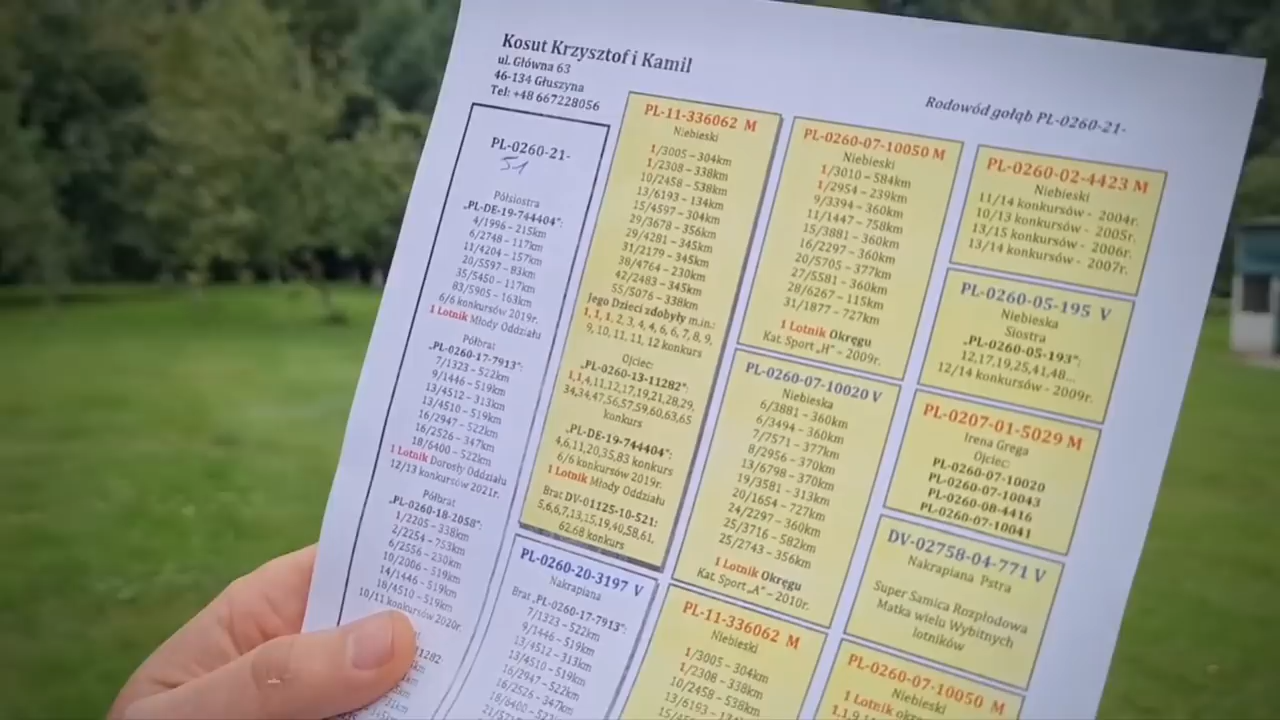 Kosut Krzysztof i Kamil
ul. Główna 63
46-134 Głuszyna
Tel: +48 667228056
Rodowód gołąb PL-0260-21-
PL-0260-21-
51
Półsiostra
„PL-DE-19-744404":
4/1996 – 215km
6/2748 – 117km
11/4204 – 157km
20/5597 – 83km
35/5450 – 117km
83/5905 – 163km
6/6 konkursów 2019r.
1 Lotnik Młody Oddziału
Półbrat
„PL-0260-17-7913":
7/1323 – 522km
9/1446 – 519km
13/4512 – 313km
13/4510 – 519km
16/2947 – 522km
16/2526 – 347km
18/6400 – 522km
1 Lotnik Dorosły Oddziału
12/13 konkursów 2021r.
Półbrat
„PL-0260-18-2058":
1/2205 – 338km
2/2254 – 753km
6/2556 – 230km
10/2006 – 519km
14/1446 – 519km
18/4510 – 519km
10/11 konkursów 2020r.
PL-11-336062 M
Niebieski
1/3005 – 304km
1/2308 – 338km
10/2458 – 538km
13/6193 – 134km
15/4597 – 304km
29/3678 – 356km
29/4281 – 345km
31/2179 – 345km
38/4764 – 230km
42/2483 – 345km
55/5076 – 338km
Jego Dzieci zdobyły m.in.:
1, 1, 1, 2, 3, 4, 4, 6, 6, 7, 8, 9,
9, 10, 11, 11, 12 konkurs
Ojciec:
„PL-0260-13-11282":
1,1,4,11,12,17,19,21,28,29,
34,34,47,56,57,59,60,63,65
konkurs
„PL-DE-19-744404":
4,6,11,20,35,83 konkurs
6/6 konkursów 2019r.
1 Lotnik Młody Oddziału
Brat DV-01125-10-521:
5,6,6,7,13,15,19,40,58,61,
62.68 konkurs
PL-0260-20-3197 V
Nakrapiana
Brat „PL-0260-17-7913":
7/1323 – 522km
9/1446 – 519km
13/4512 – 313km
13/4510 – 519km
16/2947 – 522km
16/2526 – 347km
18/6400 – 522km
PL-0260-07-10050 M
Niebieski
1/3010 – 584km
1/2954 – 239km
9/3394 – 360km
11/1447 – 758km
15/3881 – 360km
16/2297 – 360km
20/5705 – 377km
27/5581 – 360km
28/6267 – 115km
31/1877 – 727km
1 Lotnik Okręgu
Kat. Sport „H" – 2009r.
PL-0260-07-10020 V
Niebieska
6/3881 – 360km
6/3494 – 360km
7/7571 – 377km
8/2956 – 370km
13/6798 – 370km
19/3581 – 313km
20/1654 – 727km
24/2297 – 360km
25/3716 – 582km
25/2743 – 356km
1 Lotnik Okręgu
Kat. Sport „A" – 2010r.
PL-11-336062 M
Niebieski
1/3005 – 304km
1/2308 – 338km
10/2458 – 538km
13/6193 – 134km
PL-0260-02-4423 M
Niebieski
11/14 konkursów - 2004r.
10/13 konkursów - 2005r.
13/15 konkursów - 2006r.
13/14 konkursów - 2007r.
PL-0260-05-195 V
Niebieska
Siostra
„PL-0260-05-193":
12,17,19,25,41,48...
12/14 konkursów - 2009r.
PL-0207-01-5029 M
Irena Grega
Ojciec:
PL-0260-07-10020
PL-0260-07-10043
PL-0260-08-4416
PL-0260-07-10041
DV-02758-04-771 V
Nakrapiana Pstra
Super Samica Rozpłodowa
Matka wielu Wybitnych
lotników
PL-0260-07-10050 M
Niebieski